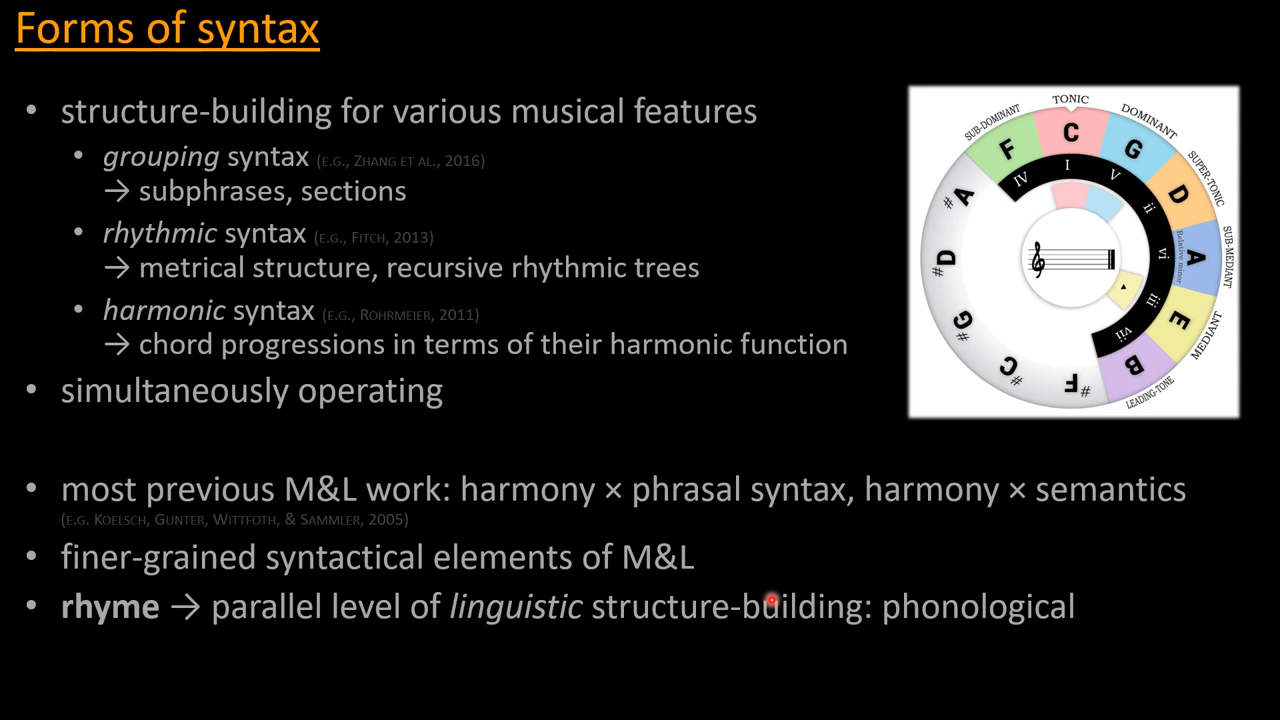 Forms of syntax
• structure-building for various musical features
• grouping syntax (E.G., ZHANG ET AL., 2016)
→ subphrases, sections
• rhythmic syntax (E.G., FITCH, 2013)
→ metrical structure, recursive rhythmic trees
• harmonic syntax (E.G., ROHRMEIER, 2011)
→ chord progressions in terms of their harmonic function
• simultaneously operating
• most previous M&L work: harmony × phrasal syntax, harmony × semantics
(E.G. KOELSCH, GUNTER, WITTFOTH, & SAMMLER, 2005)
• finer-grained syntactical elements of M&L
• rhyme → parallel level of linguistic structure-building: phonological
SUB-DOMINANT
TONIC
DOMINANT
SUPER-TONIC
SUB-MEDIANT
MEDIANT
LEADING-TONE
F
C
G
D
A
E
B
F#
C#
#G
#D
#A
IV
I
V
ii
vi
iii
vii
Relative minor